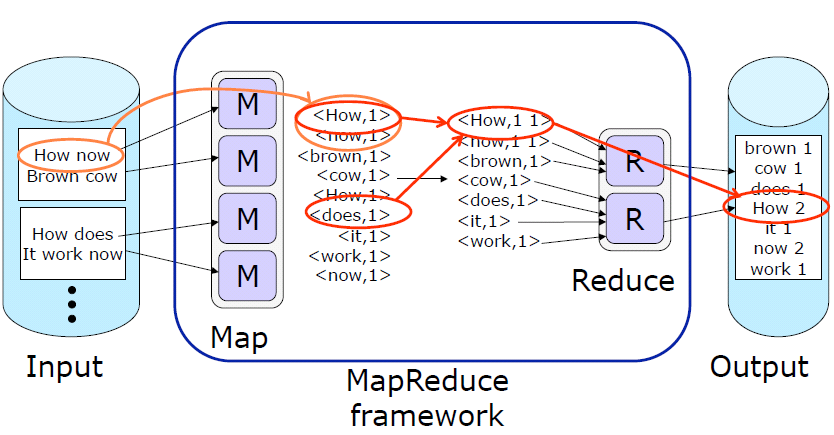 How now
Brown cow
How does
It work now
Input
M
M
M
M
Map
<How,1>
<now,1>
<brown,1>
<cow,1>
<How,1>
<does,1>
<it,1>
<work,1>
<now,1>
<How,1 1>
<now,1 1>
<brown,1>
<cow,1>
<does,1>
<it,1>
<work,1>
R
R
Reduce
MapReduce
framework
brown 1
cow 1
does 1
How 2
it 1
now 2
work 1
Output